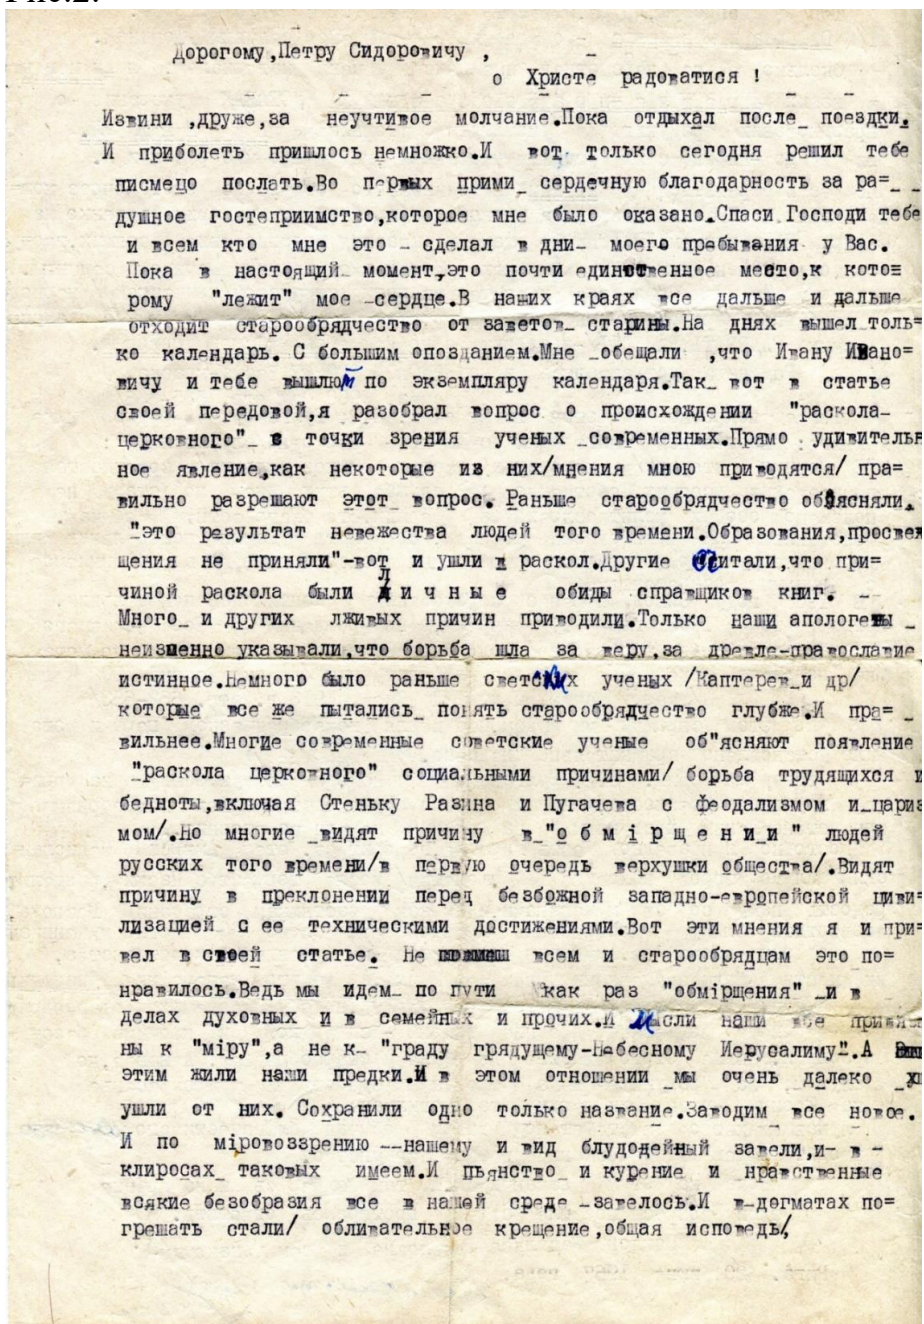 Рис.2.
Дорогому,Петру Сидоровичу ,
о Христе радоватися !
Извини ,друже,за неучтивое молчание.Пока отдыхал после поездки.
И приболеть пришлось немножко.И вот только сегодня решил тебе
писмецо послать.Во первых прими сердечную благодарность за ра=
душное гостеприимство,которое мне было оказано.Спаси Господи тебе
и всем кто мне это - сделал в дни- моего пребывания у Вас.
Пока в настоящий момент,это почти единственное место,к кото=
рому "лежит" мое -сердце.В наших краях все дальше и дальше
отходит старообрядчество от заветов старины.На днях вышел толь=
ко календарь. С большим опозданием.Мне обещали ,что Ивану Ивано=
вичу и тебе вышлют по экземпляру календаря.Так вот в статье
своей передовой,я разобрал вопрос о происхождении "раскола-
церковного" с точки зрения ученых современных.Прямо удивитель
ное явление,как некоторые из них/мнения мною приводятся/ пра=
вильно разрешают этот вопрос. Раньше старообрядчество об'ясняли.
"это результат невежества людей того времени.Образования,просве
щения не приняли"-вот и ушли в раскол.Другие считали,что при=
чиной раскола были л и ч н ы е обиды справщиков книг. -
Много и других лживых причин приводили.Только наши апологеты
неизменно указывали,что борьба шла за веру,за древле-православие
истинное.Немного было раньше светских ученых /Каптерев и др/
которые все же пытались понять старообрядчество глубже.И пра=
вильнее.Многие современные советские ученые об"ясняют появление
"раскола церковного" социальными причинами/ борьба трудящихся и
бедноты,включая Стеньку Разина и Пугачева с феодализмом и цариз
мом/.Но многие видят причину в "о б м і р щ е н и и " людей
русских того времени/в первую очередь верхушки общества/.Видят
причину в преклонении перед безбожной западно-европейской циви=
лизацией с ее техническими достижениями.Вот эти мнения я и при=
вел в своей статье. Не всем и старообрядцам это по=
нравилось.Ведь мы идем по пути как раз "обмірщения" и в
делах духовных и в семейных и прочих.И мысли наши все
ны к "міру",а не к- "граду грядущему-Небесному Иерусалиму".А
этим жили наши предки.И в этом отношении мы очень далеко
ушли от них. Сохранили одно только название.Заводим все новое.
И по міровоззрению --нашему и вид блудодейный завели,и- в -
клиросах таковых имеем.И пьянство и курение и нравственные
всякие безобразия все в нашей среде -завелось.И в-догматах по=
грешать стали/ обливательное крещение,общая исповедь/,